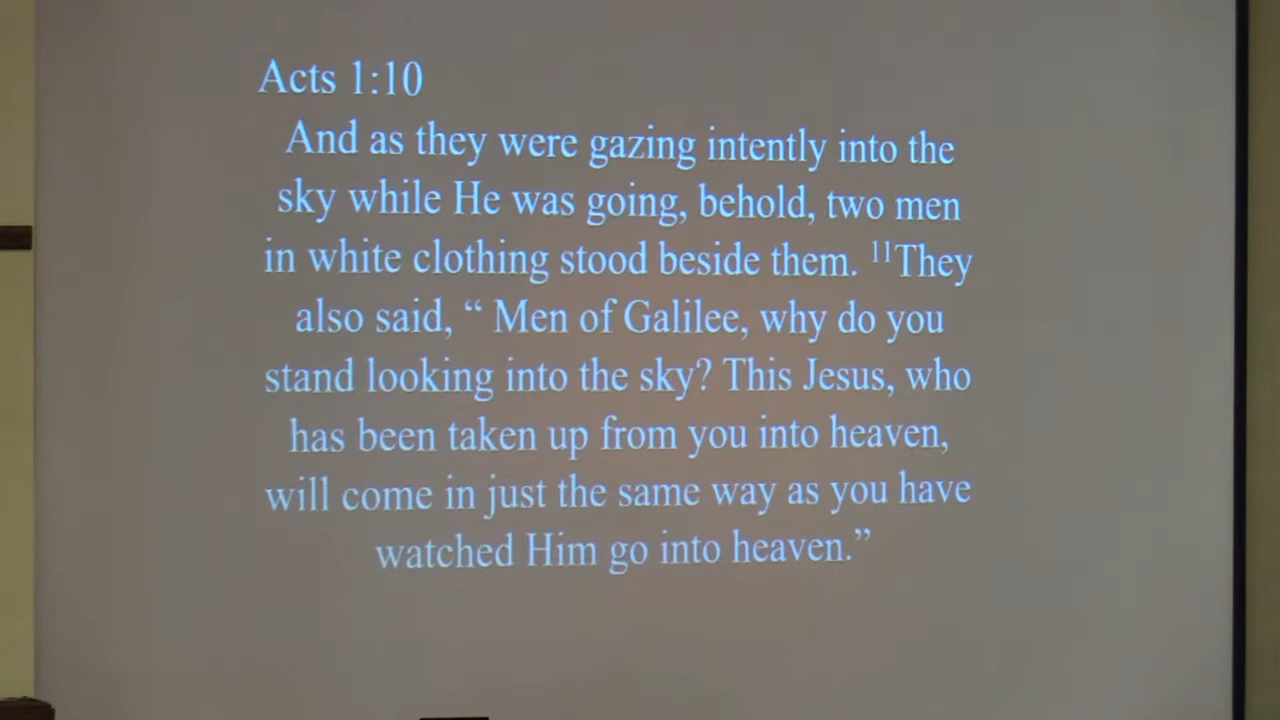 Acts 1:10
And as they were gazing intently into the
sky while He was going, behold, two men
in white clothing stood beside them. ¹¹They
also said, “ Men of Galilee, why do you
stand looking into the sky? This Jesus, who
has been taken up from you into heaven,
will come in just the same way as you have
watched Him go into heaven.”